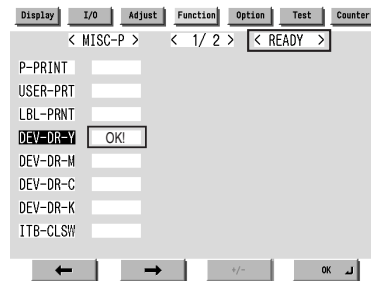 Display I/O Adjust Function Option Test Counter
< MISC-P > < 1/ 2 > < READY >
P-PRINT
USER-PRT
LBL-PRNT
DEV-DR-Y OK!
DEV-DR-M
DEV-DR-C
DEV-DR-K
ITB-CLSW
+/- OK